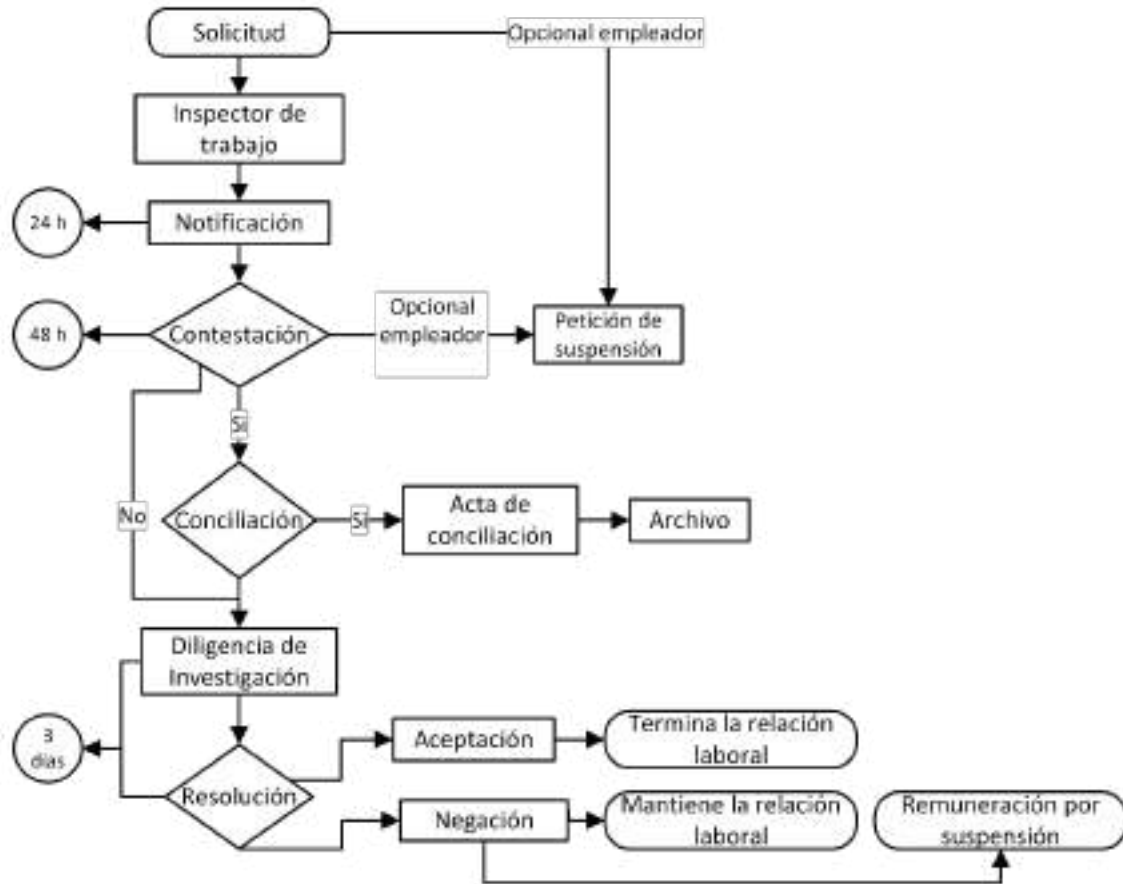 Solicitud
Opcional empleador
Inspector de
trabajo
24 h
Notificación
48 h
Contestación
Opcional
empleador
Petición de
suspensión
Si
No
Conciliación
Si
Acta de
conciliación
Archivo
Diligencia de
Investigación
3
días
Resolución
Aceptación
Termina la relación
laboral
Negación
Mantiene la relación
laboral
Remuneración por
suspensión